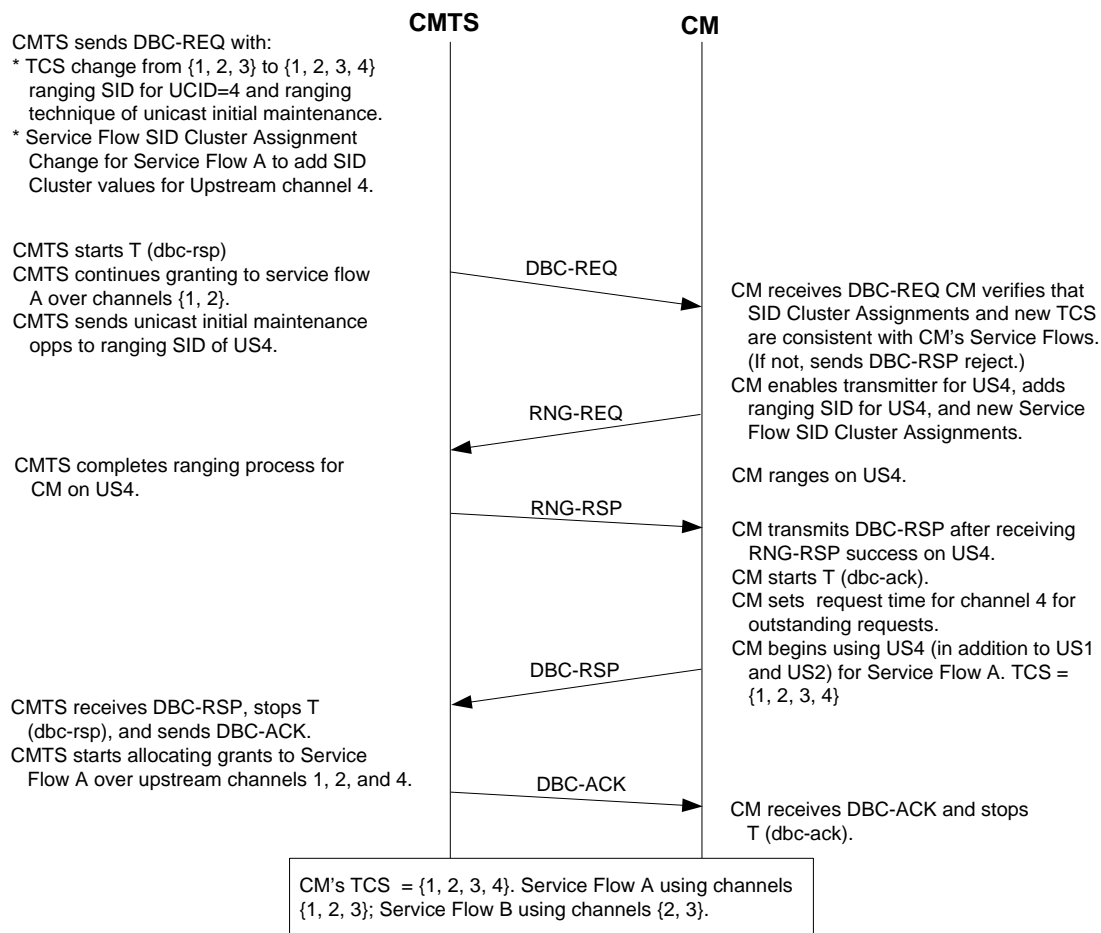 CMTS
CM
CMTS sends DBC-REQ with:
* TCS change from {1, 2, 3} to {1, 2, 3, 4}
ranging SID for UCID=4 and ranging
technique of unicast initial maintenance.
* Service Flow SID Cluster Assignment
Change for Service Flow A to add SID
Cluster values for Upstream channel 4.
CMTS starts T (dbc-rsp)
CMTS continues granting to service flow
A over channels {1, 2}.
CMTS sends unicast initial maintenance
opps to ranging SID of US4.
DBC-REQ
CM receives DBC-REQ CM verifies that
SID Cluster Assignments and new TCS
are consistent with CM's Service Flows.
(If not, sends DBC-RSP reject.)
CM enables transmitter for US4, adds
ranging SID for US4, and new Service
Flow SID Cluster Assignments.
RNG-REQ
CMTS completes ranging process for
CM on US4.
CM ranges on US4.
RNG-RSP
CM transmits DBC-RSP after receiving
RNG-RSP success on US4.
CM starts T (dbc-ack).
CM sets request time for channel 4 for
outstanding requests.
CM begins using US4 (in addition to US1
and US2) for Service Flow A. TCS =
{1, 2, 3, 4}
DBC-RSP
CMTS receives DBC-RSP, stops T
(dbc-rsp), and sends DBC-ACK.
CMTS starts allocating grants to Service
Flow A over upstream channels 1, 2, and 4.
DBC-ACK
CM receives DBC-ACK and stops
T (dbc-ack).
CM's TCS = {1, 2, 3, 4}. Service Flow A using channels
{1, 2, 3}; Service Flow B using channels {2, 3}.